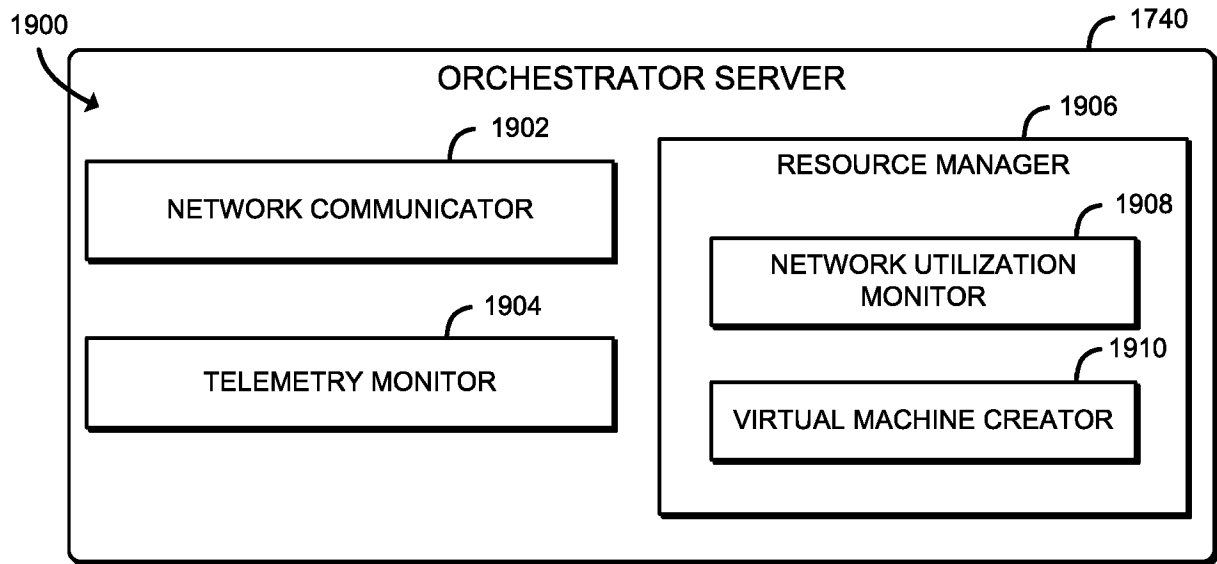 1900
1740
ORCHESTRATOR SERVER
1902
NETWORK COMMUNICATOR
1904
TELEMETRY MONITOR
1906
RESOURCE MANAGER
1908
NETWORK UTILIZATION
MONITOR
1910
VIRTUAL MACHINE CREATOR